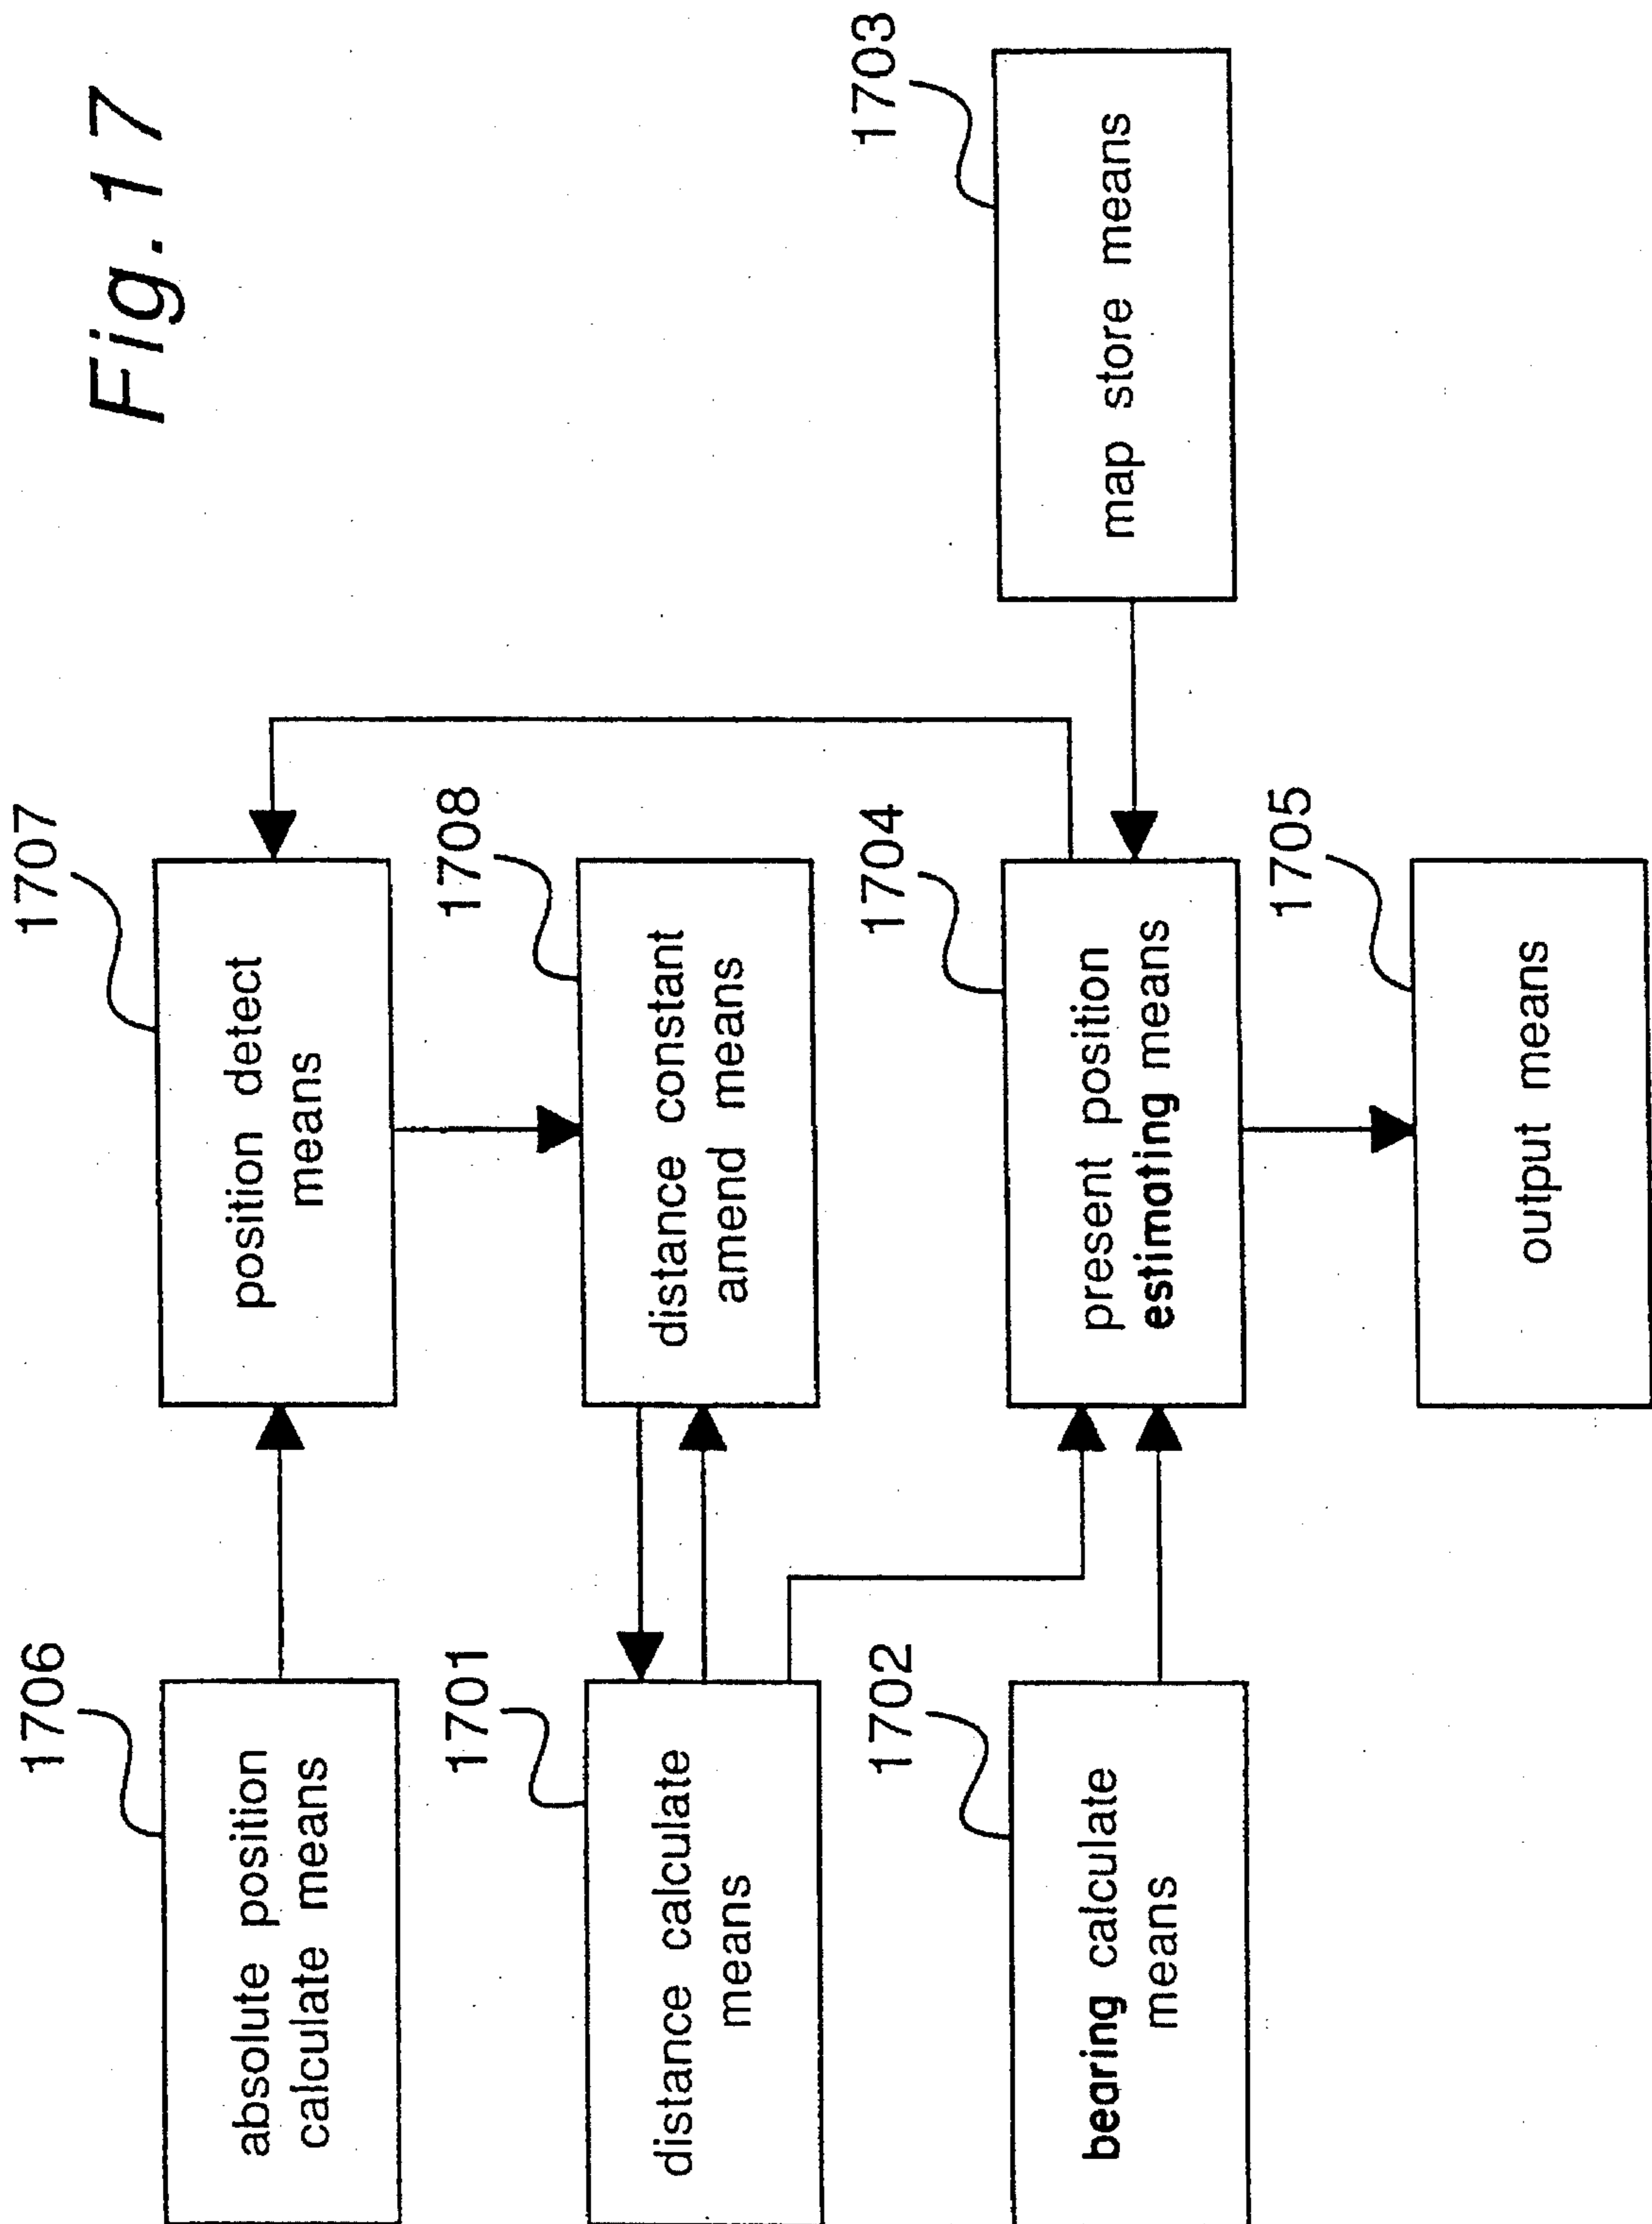 Fig. 17
1706
absolute position
calculate means
1707
position detect
means
1701
distance calculate
means
1708
distance constant
amend means
1702
bearing calculate
means
1704
present position
estimating means
1703
map store means
1705
output means